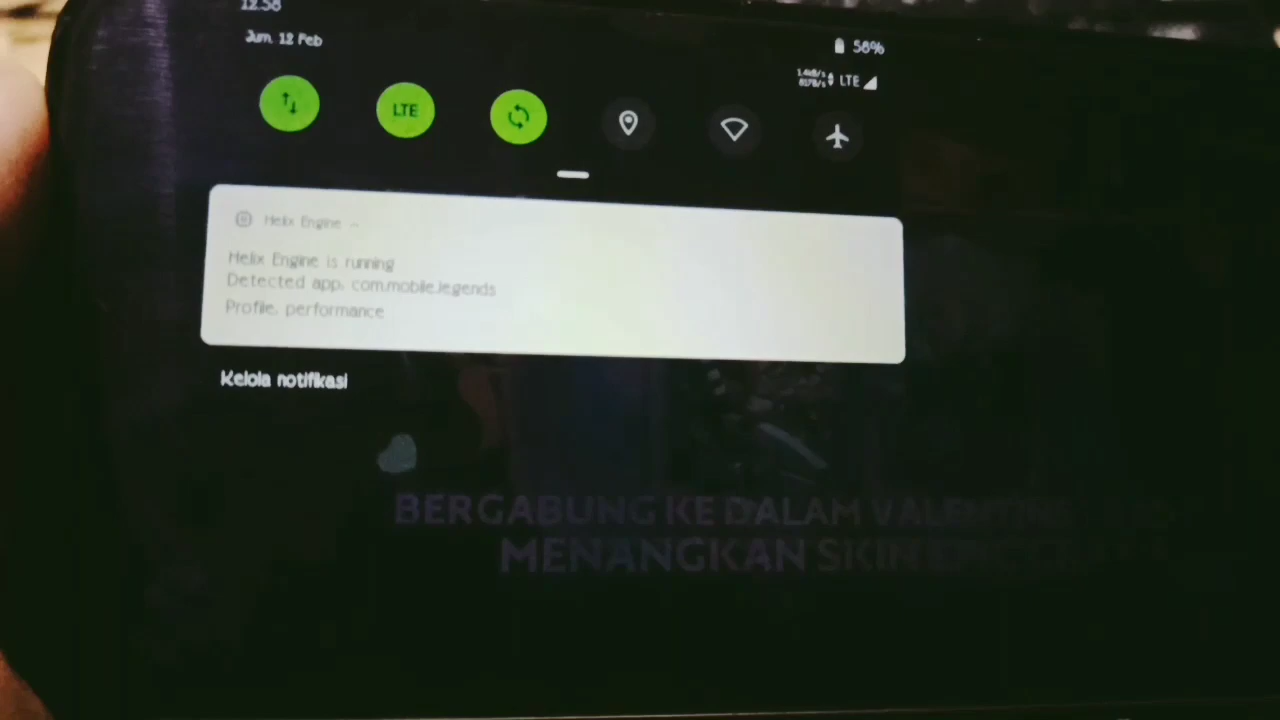 12.58
Jum. 12 Feb
58%
LTE
LTE
Helix Engine
Helix Engine is running
Detected app. com.mobile.legends
Profile. performance
Kelola notifikasi
BERGABUNG KE DALAM
MENANGKAN SKIN